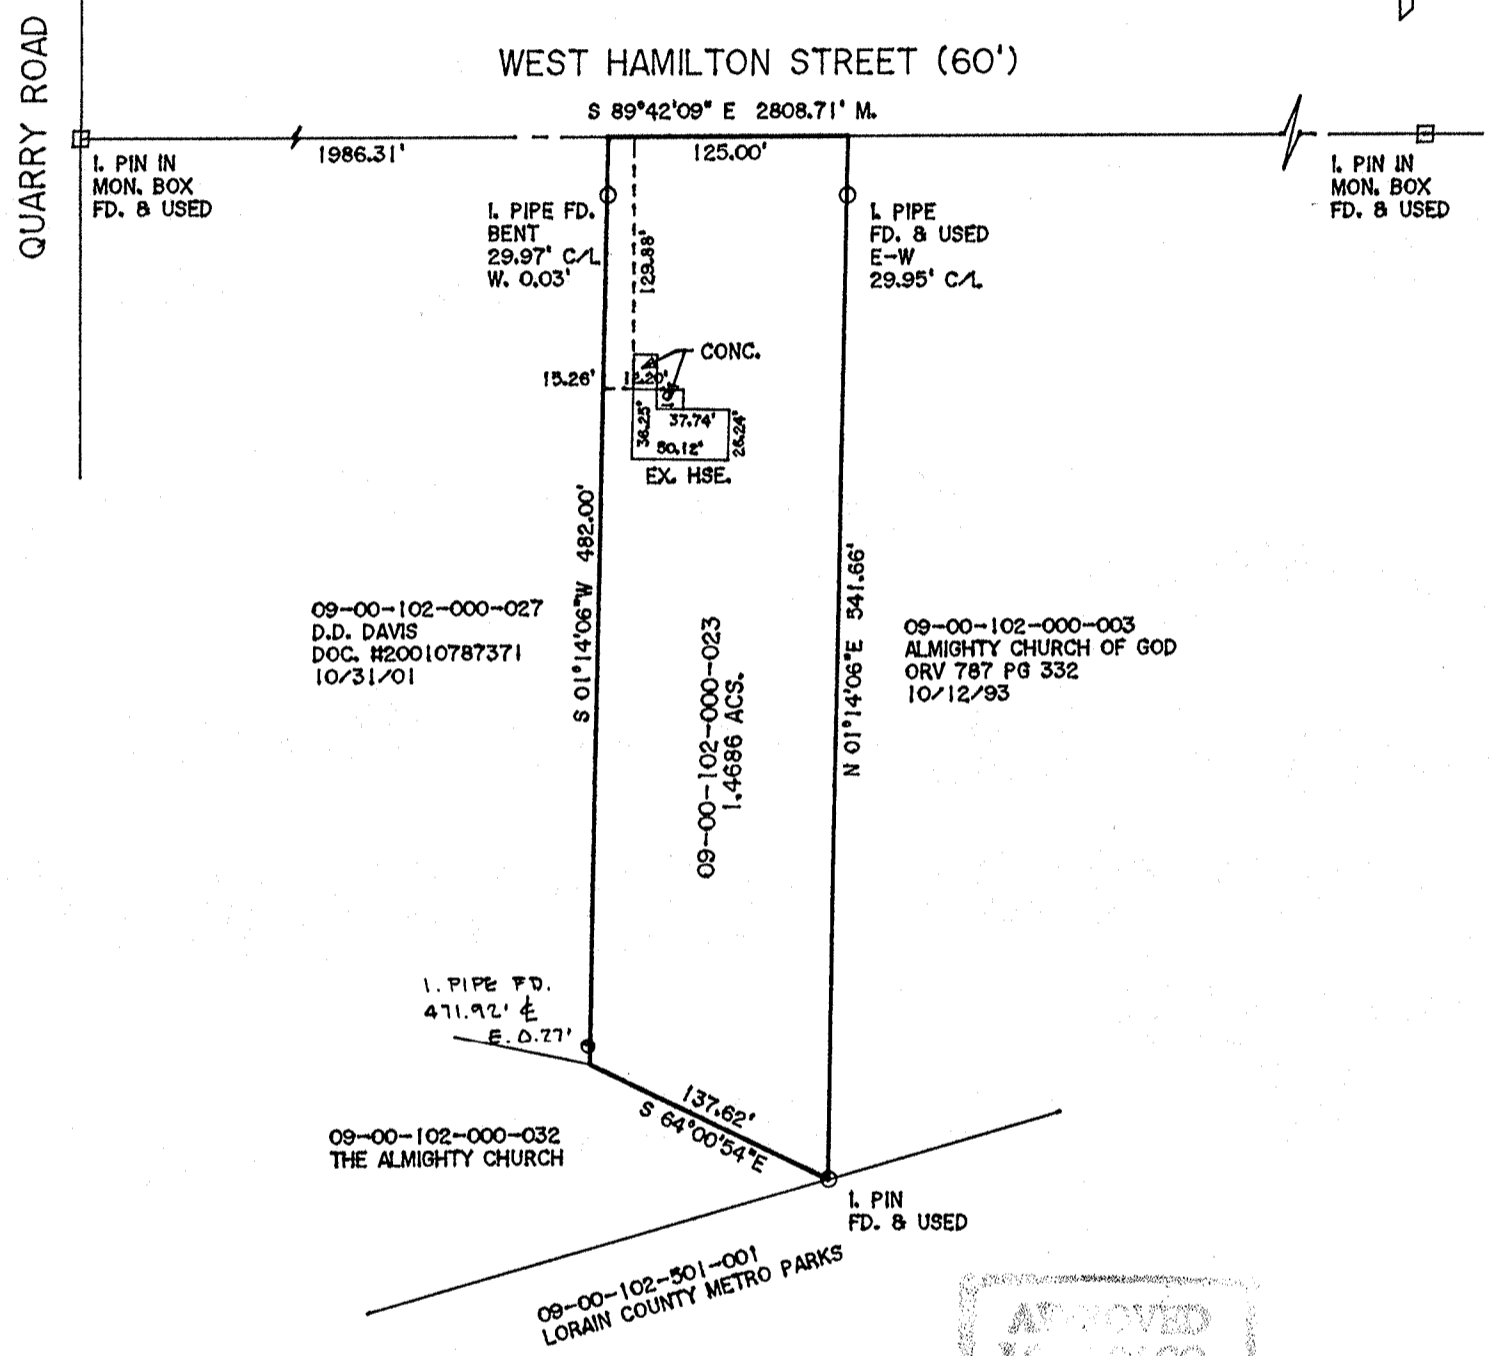 QUARRY ROAD
WEST HAMILTON STREET (60')
S 89°42'09" E 2808.71' M.
1986.31'
125.00'
I. PIN IN
MON. BOX
FD. & USED
I. PIN IN
MON. BOX
FD. & USED
I. PIPE FD.
BENT
29.97' C/L
W. 0.03'
129.88'
I. PIPE
FD. & USED
E-W
29.95' C/L
CONC.
15.26'
36.25'
37.74'
50.12'
26.24'
EX. HSE.
S 01°14'06"W 482.00'
N 01°14'06"E 541.66'
09-00-102-000-027
D.D. DAVIS
DOC. #20010787371
10/31/01
09-00-102-000-023
1.4686 ACS.
09-00-102-000-003
ALMIGHTY CHURCH OF GOD
ORV 787 PG 332
10/12/93
I. PIPE FD.
471.92' ℄
E. 0.27'
137.62'
S 64°00'54"E
09-00-102-000-032
THE ALMIGHTY CHURCH
I. PIN
FD. & USED
09-00-102-501-001
LORAIN COUNTY METRO PARKS
APPROVED